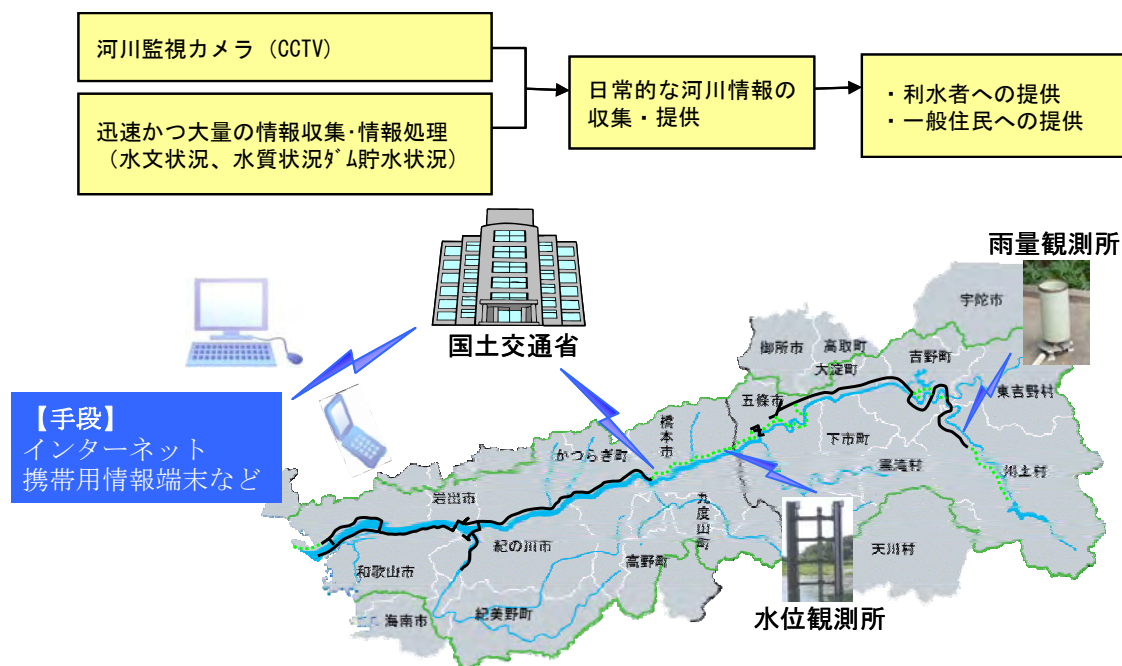 河川監視カメラ（CCTV）
迅速かつ大量の情報収集･情報処理
（水文状況、水質状況ﾀﾞﾑ貯水状況）
日常的な河川情報の
収集・提供
・利水者への提供
・一般住民への提供
雨量観測所
国土交通省
【手段】
インターネット
携帯用情報端末など
宇陀市
御所市
高取町
大淀町
吉野町
東吉野村
五條市
橋本市
下市町
黒滝村
川上村
かつらぎ町
岩出市
九度山町
紀の川市
天川村
高野町
和歌山市
紀美野町
海南市
水位観測所